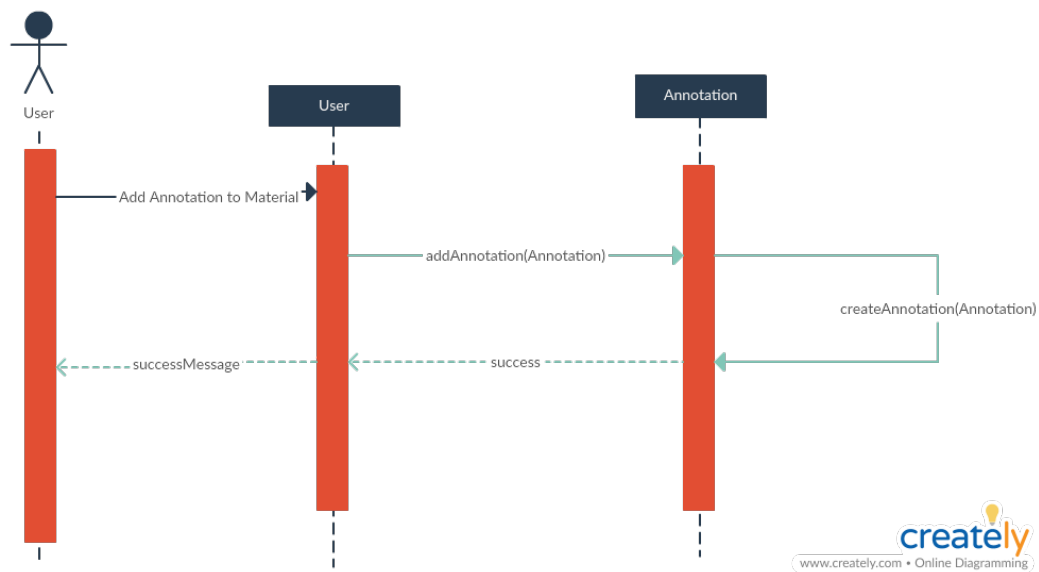 User
User
Annotation
Add Annotation to Material
addAnnotation(Annotation)
createAnnotation(Annotation)
successMessage
success
creately
www.creately.com • Online Diagramming